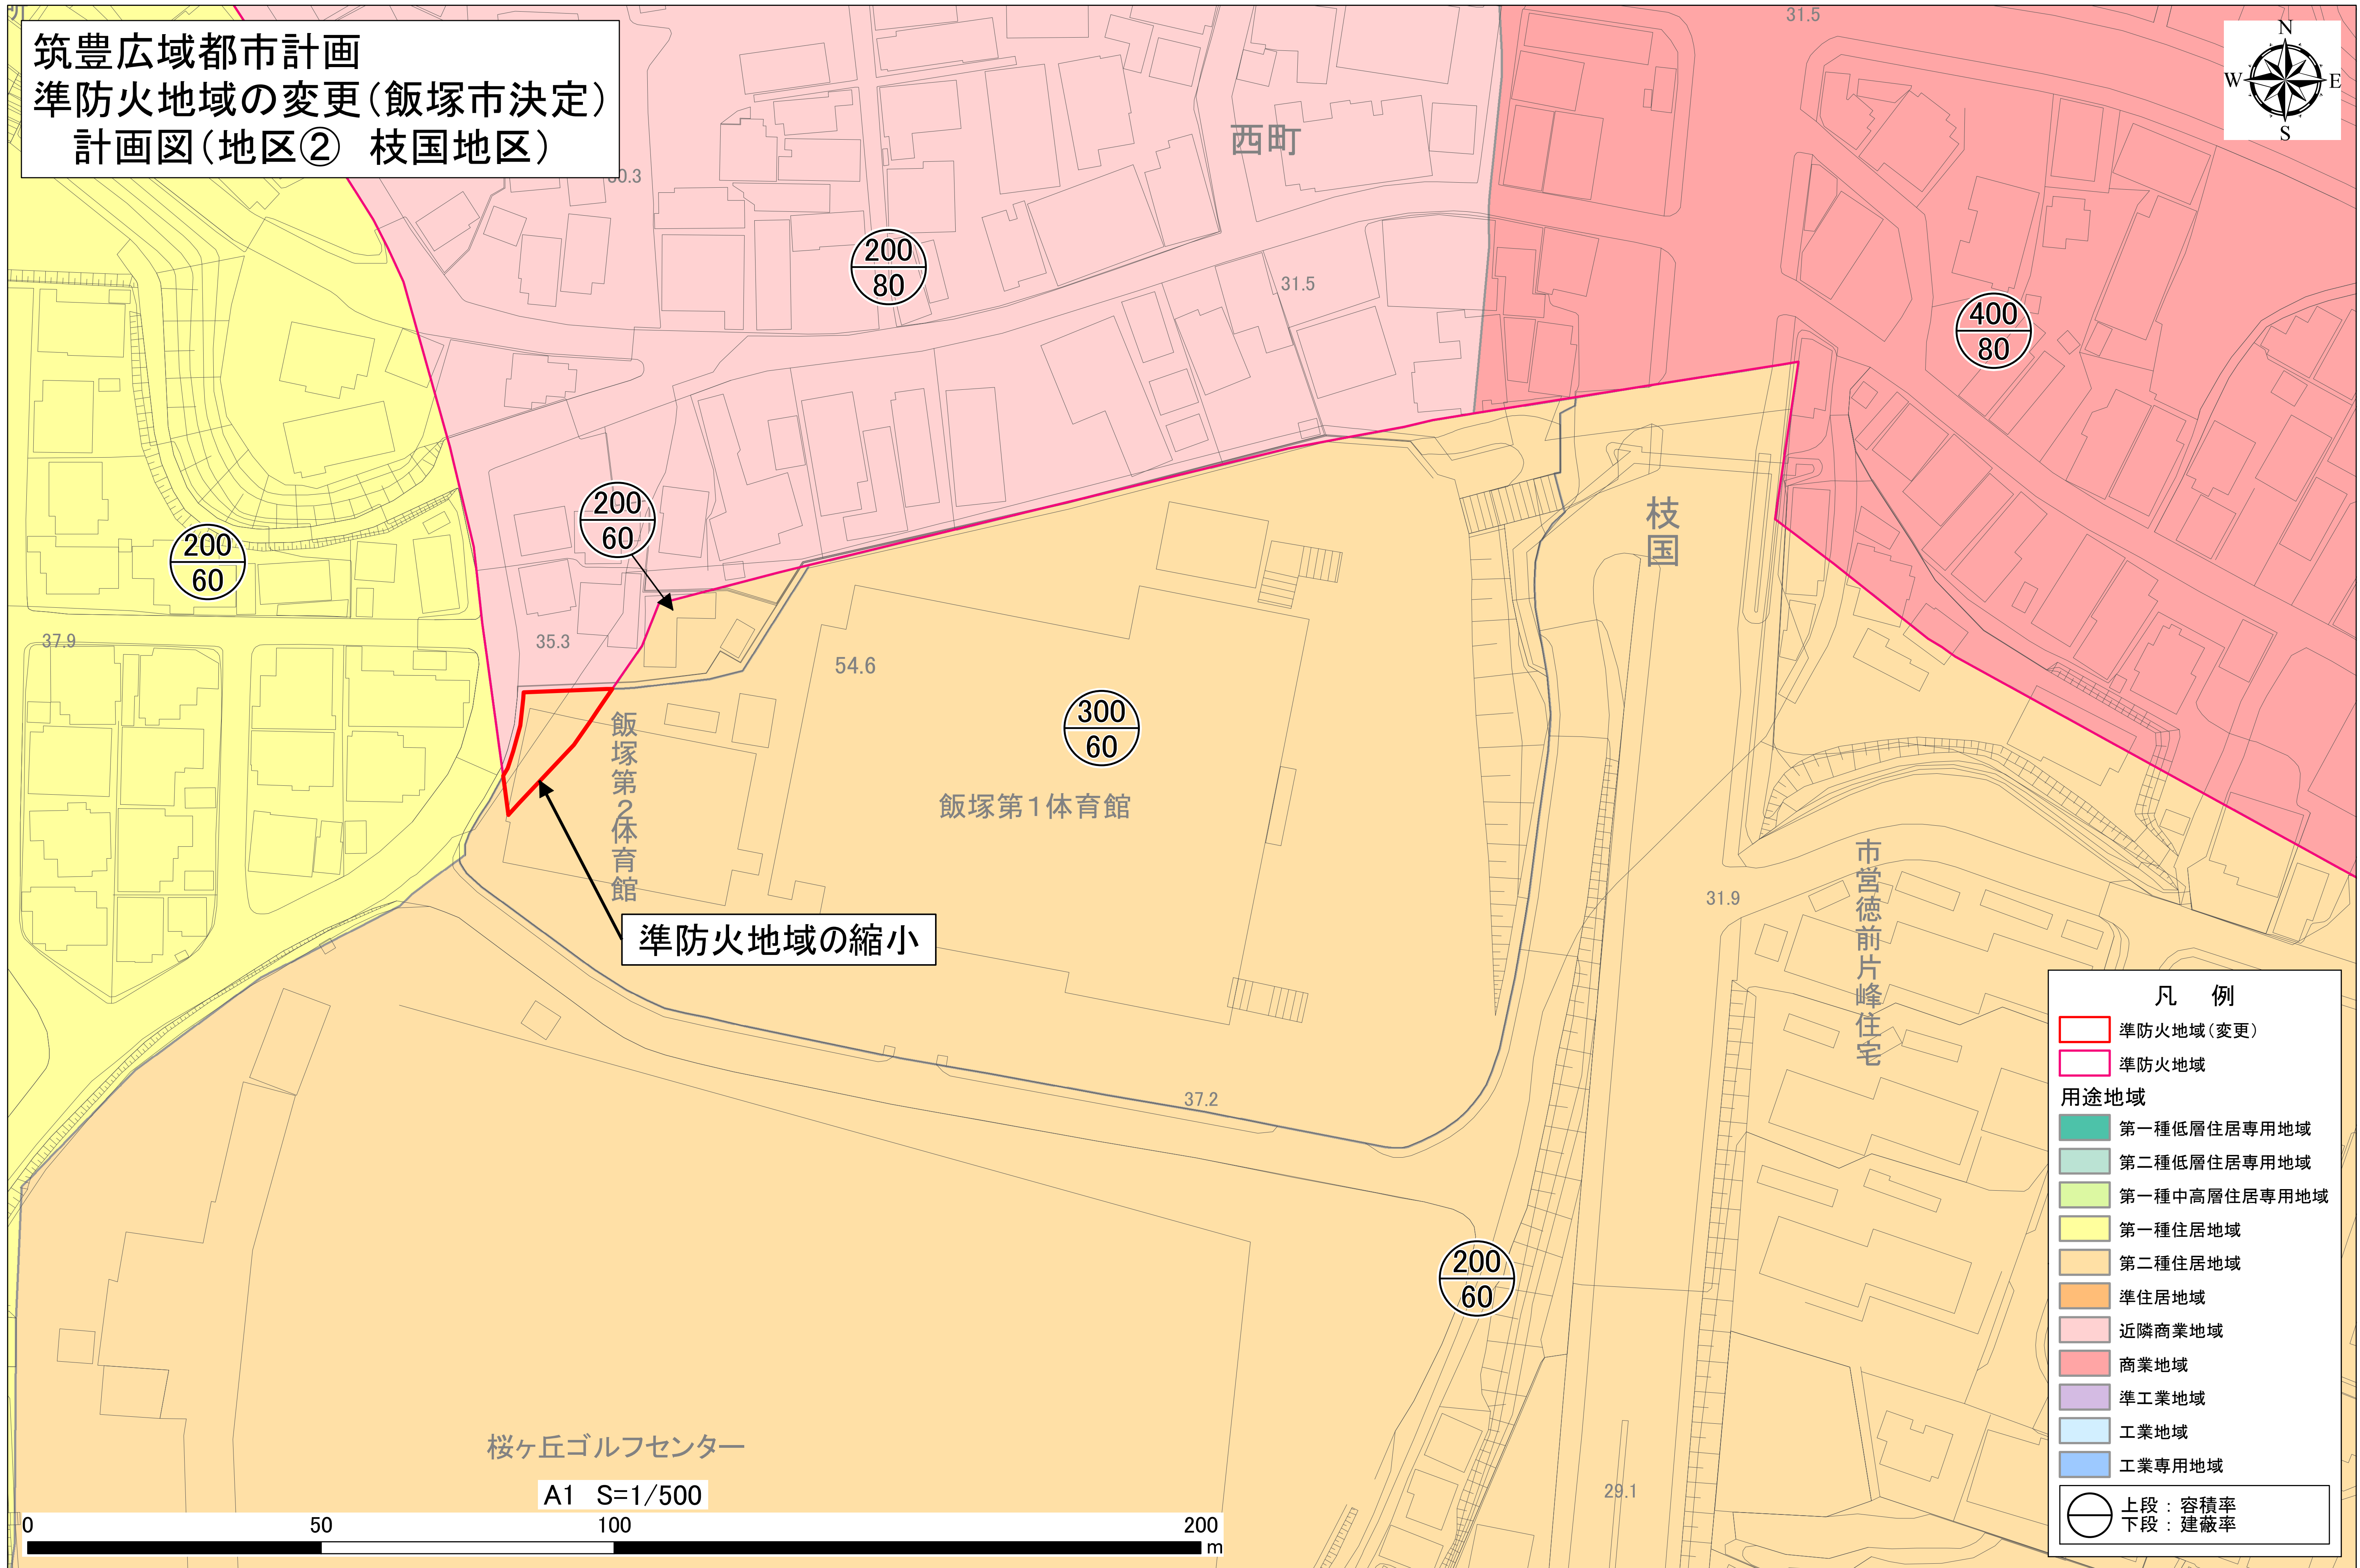 筑豊広域都市計画
準防火地域の変更(飯塚市決定)
計画図(地区② 枝国地区)
N
W E
S
31.5
西町
30.3
200
80
31.5
400
80
200
60
枝国
200
60
37.9
35.3
54.6
300
60
飯塚第2体育館
飯塚第1体育館
準防火地域の縮小
市営徳前片峰住宅
31.9
37.2
200
60
桜ヶ丘ゴルフセンター
29.1
A1 S=1/500
0 50 100 200
m
凡 例
準防火地域(変更)
準防火地域
用途地域
第一種低層住居専用地域
第二種低層住居専用地域
第一種中高層住居専用地域
第一種住居地域
第二種住居地域
準住居地域
近隣商業地域
商業地域
準工業地域
工業地域
工業専用地域
上段:容積率
下段:建蔽率